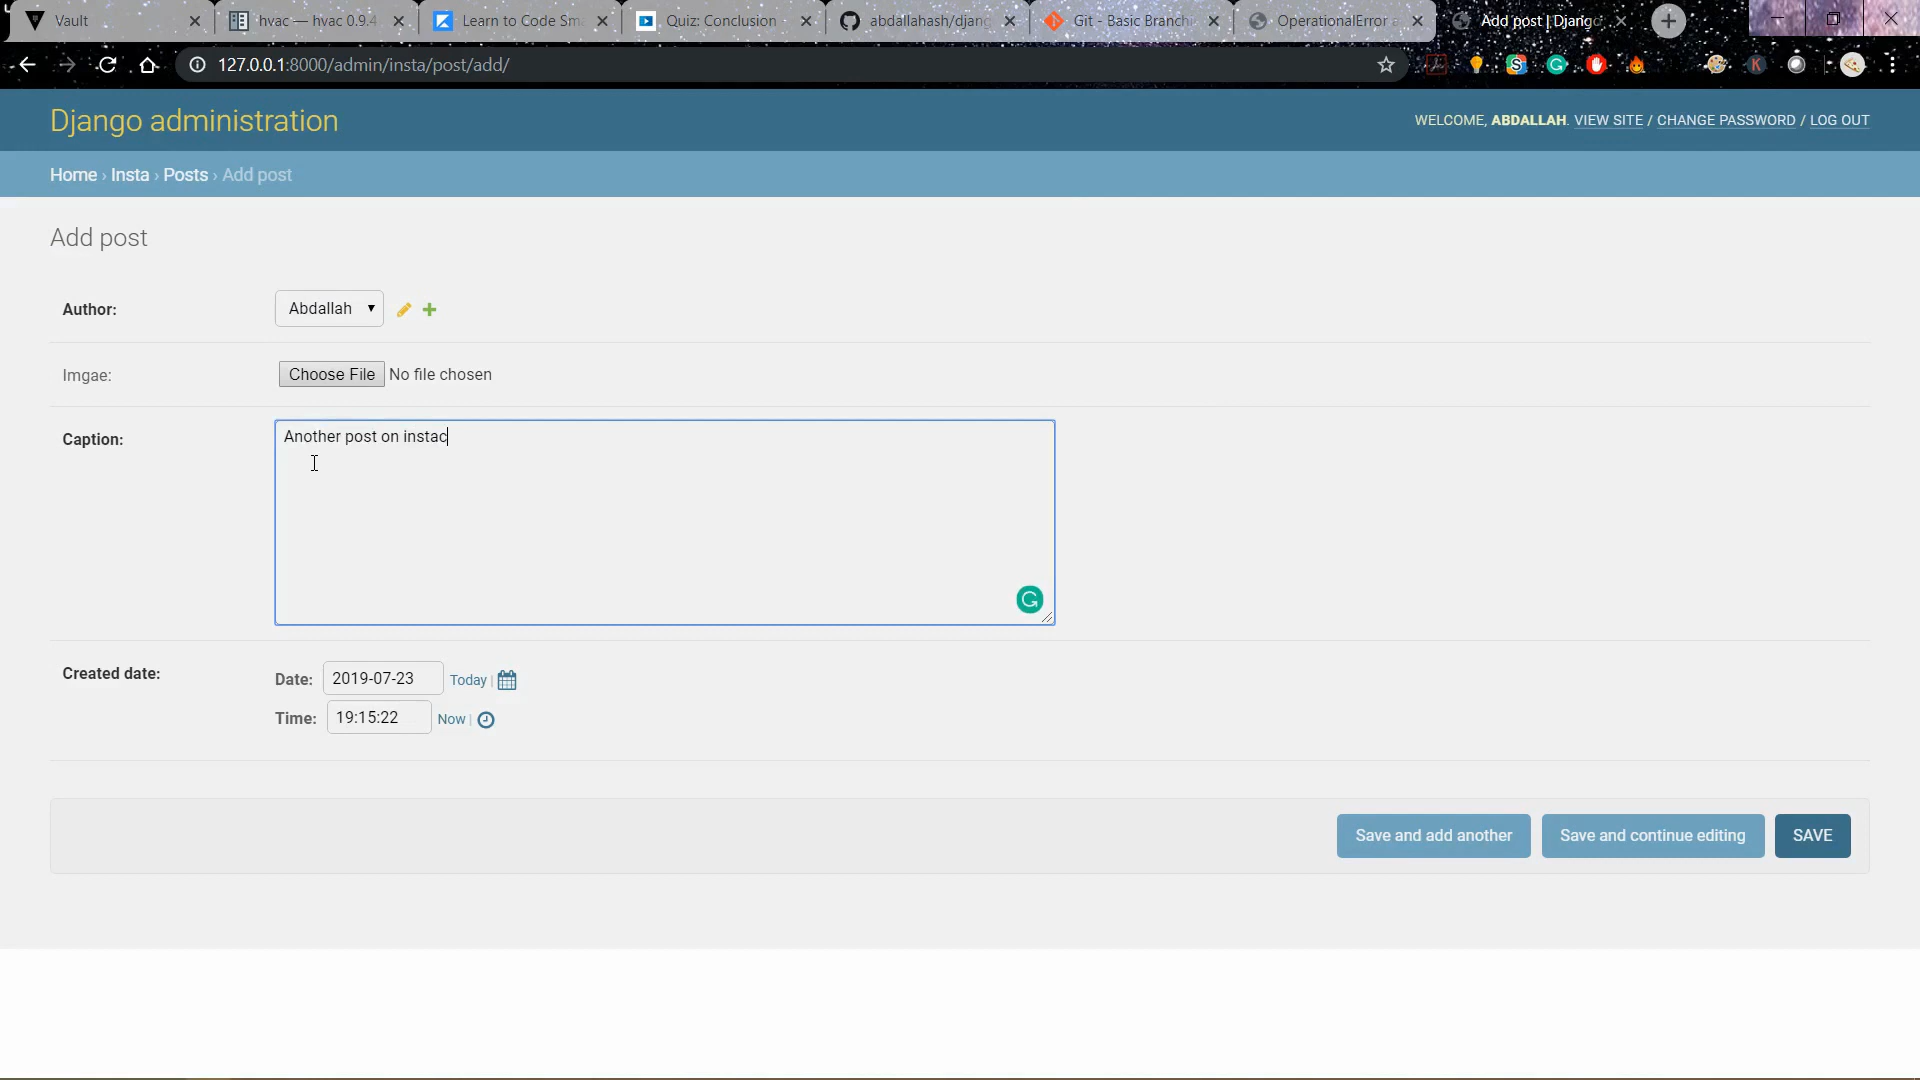 Vault
hvac — hvac 0.9.4
Learn to Code Sma
Quiz: Conclusion -
abdallahash/djang
Git - Basic Branchi
OperationalError a
Add post | Django
127.0.0.1:8000/admin/insta/post/add/
Django administration
WELCOME, ABDALLAH. VIEW SITE / CHANGE PASSWORD / LOG OUT
Home › Insta › Posts › Add post
Add post
Author:
Abdallah
Imgae:
Choose File No file chosen
Caption:
Another post on instac
Created date:
Date: 2019-07-23 Today |
Time: 19:15:22 Now |
Save and add another
Save and continue editing
SAVE